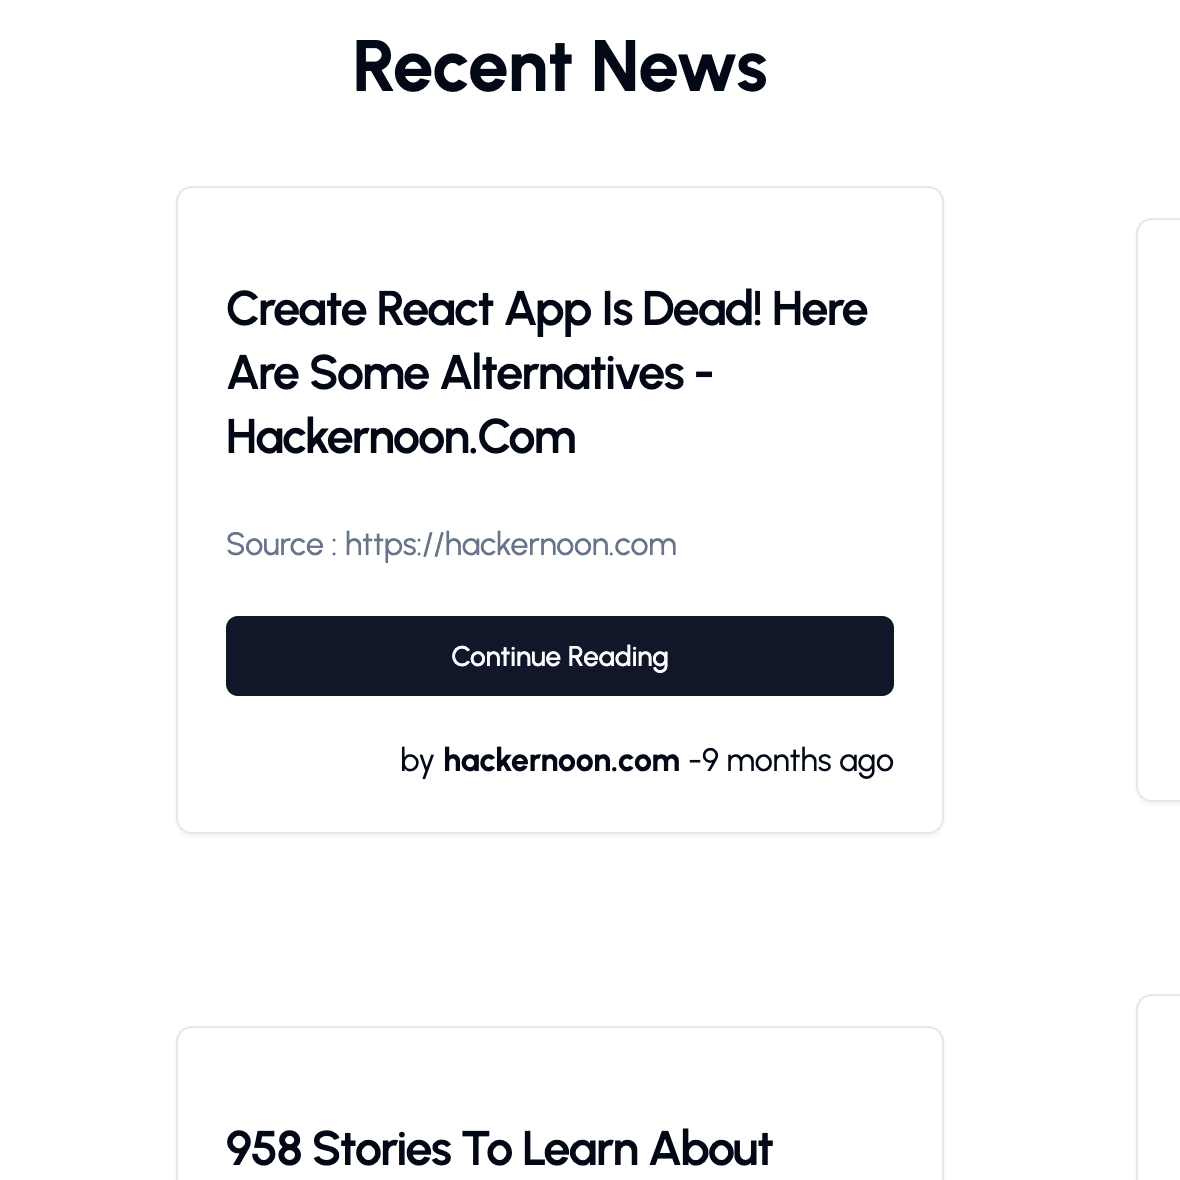 Recent News
Create React App Is Dead! Here
Are Some Alternatives -
Hackernoon.Com
Source : https://hackernoon.com
Continue Reading
by hackernoon.com -9 months ago
958 Stories To Learn About